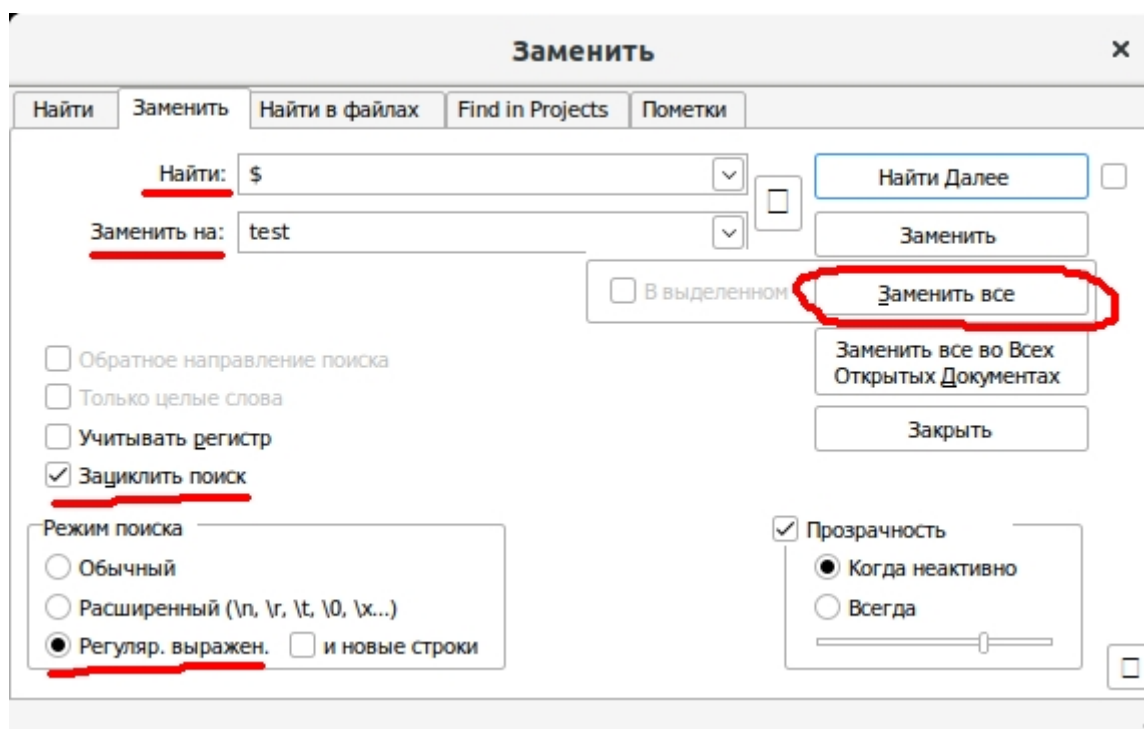 Заменить
Найти Заменить Найти в файлах Find in Projects Пометки
Найти: $ Найти Далее
Заменить на: test Заменить
В выделенном Заменить все
Заменить все во Всех
Открытых Документах
Обратное направление поиска
Только целые слова
Учитывать регистр Закрыть
Зациклить поиск
Режим поиска Прозрачность
Обычный Когда неактивно
Расширенный (\n, \r, \t, \0, \x...) Всегда
Регуляр. выражен. и новые строки